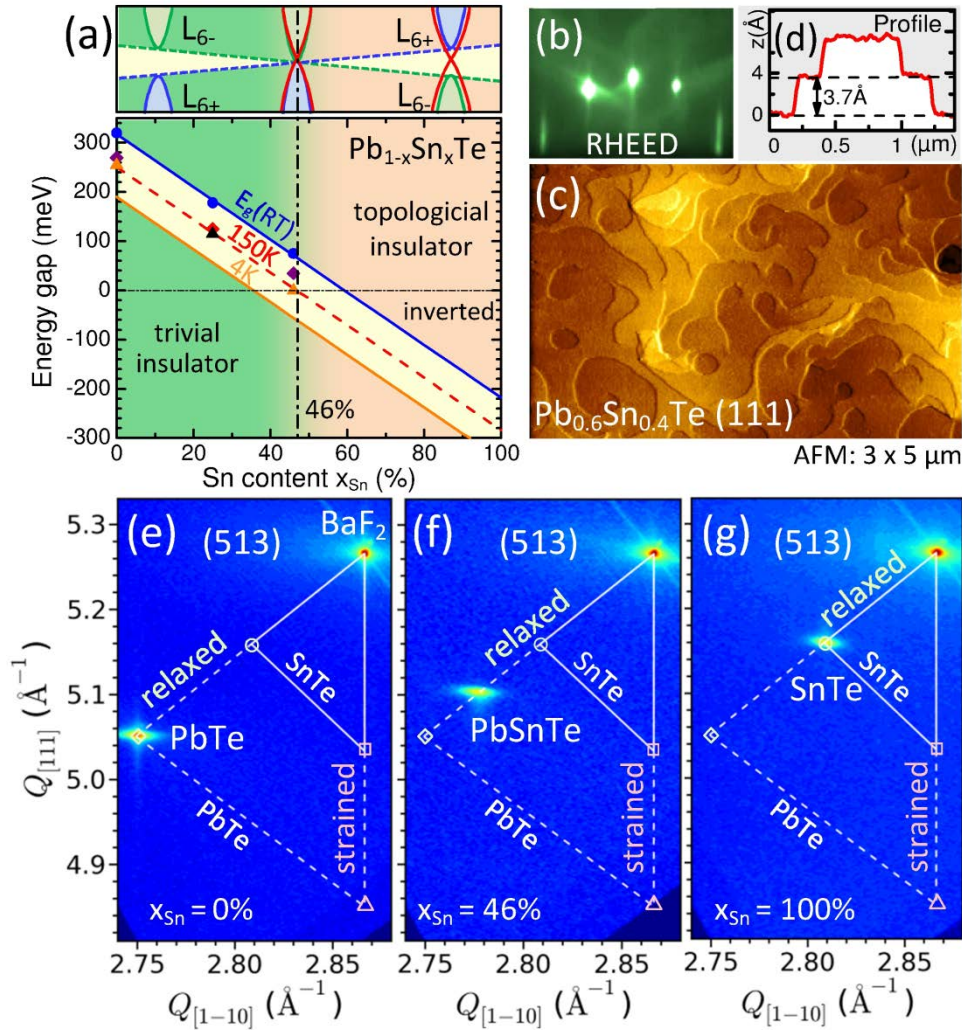 (a)
L6-
L6+
L6+
L6-
Energy gap (meV)
300
200
100
0
-100
-200
-300
Pb1-xSnxTe
Eg(RT)
150K
4K
topologicial
insulator
inverted
trivial
insulator
46%
0 20 40 60 80 100
Sn content xSn (%)
(b)
RHEED
(d)
Profile
z(Å)
4
0
3.7Å
0 0.5 1 (μm)
(c)
Pb0.6Sn0.4Te (111)
AFM: 3 x 5 μm
Q[111] (Å−1)
5.3
5.2
5.1
5.0
4.9
(e)
(513)
BaF2
relaxed
SnTe
PbTe
PbTe
strained
xSn = 0%
2.75 2.80 2.85
Q[1−10] (Å−1)
(f)
(513)
relaxed
SnTe
PbSnTe
PbTe
strained
xSn = 46%
2.75 2.80 2.85
Q[1−10] (Å−1)
(g)
(513)
relaxed
SnTe
SnTe
PbTe
strained
xSn = 100%
2.75 2.80 2.85
Q[1−10] (Å−1)